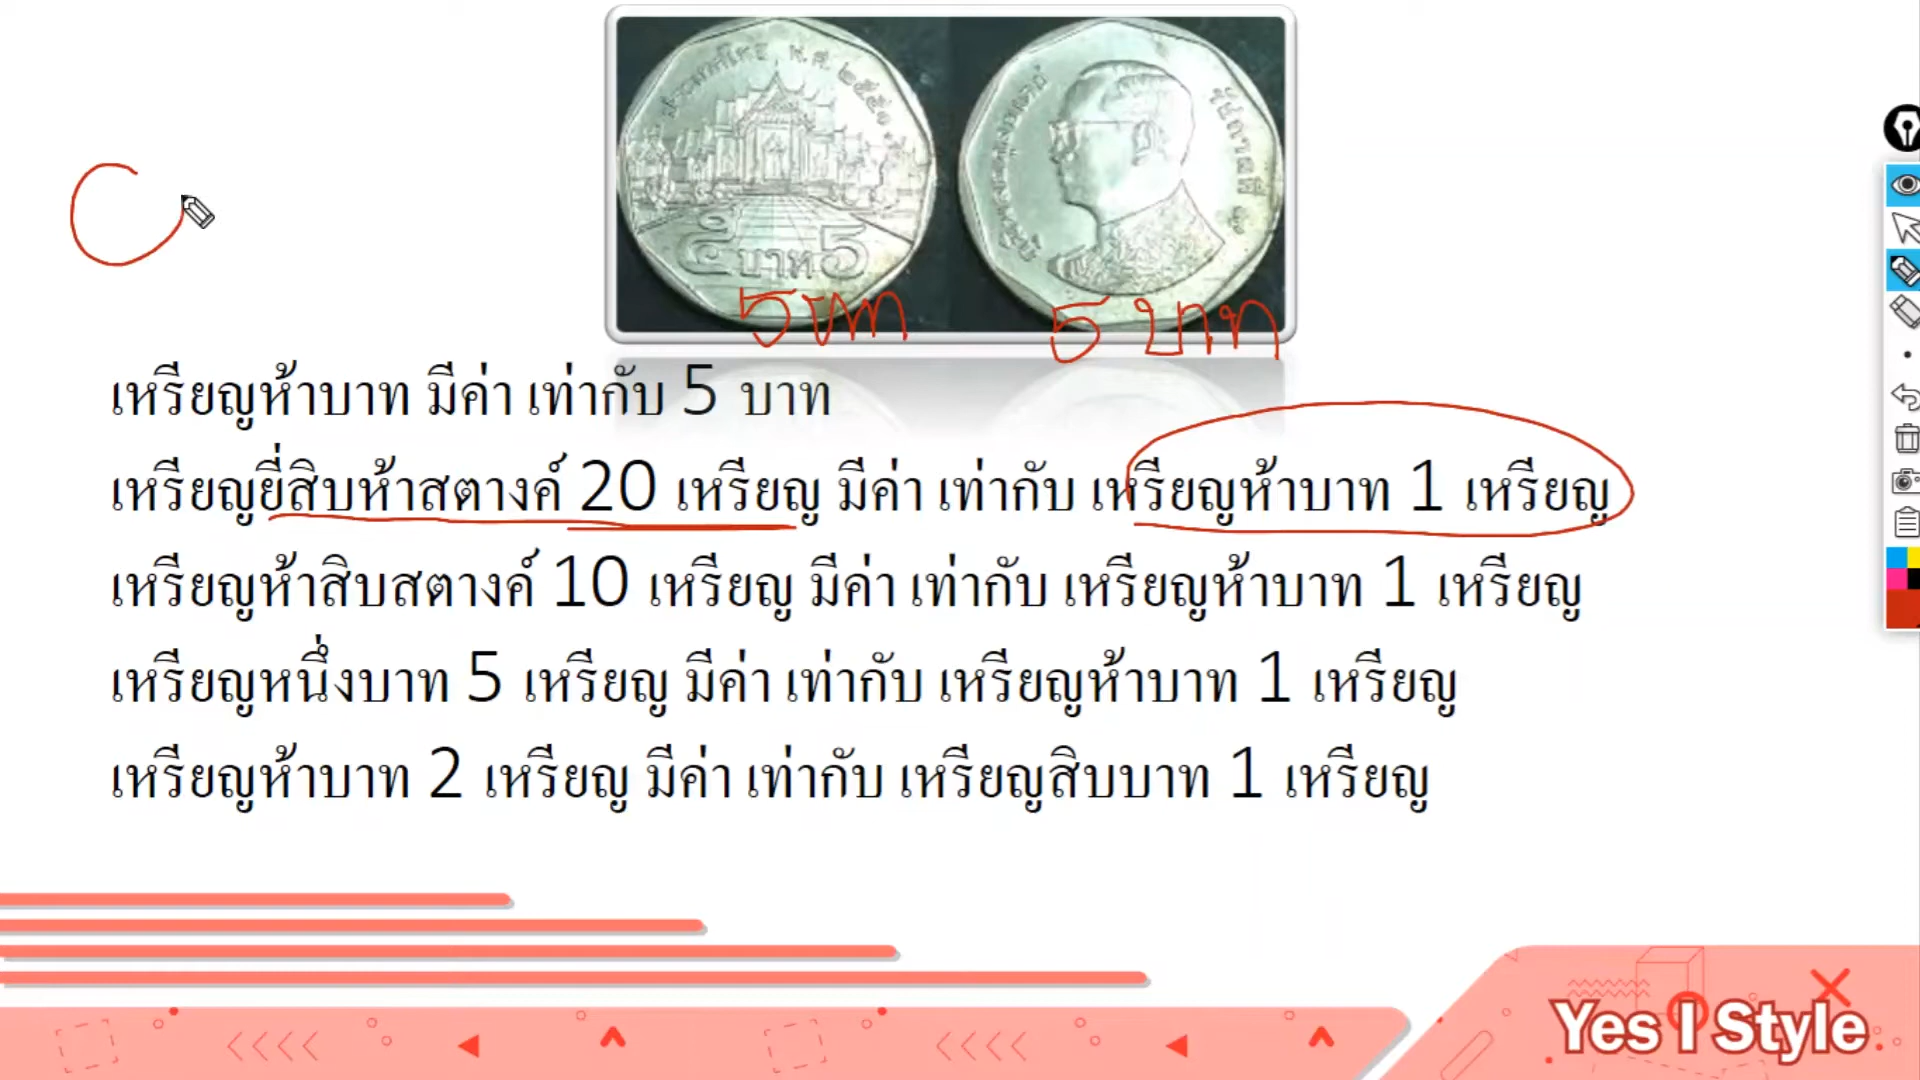 ๕ บาท 5
5 บาท
5 บาท
เหรียญห้าบาท มีค่า เท่ากับ 5 บาท
เหรียญยี่สิบห้าสตางค์ 20 เหรียญ มีค่า เท่ากับ เหรียญห้าบาท 1 เหรียญ
เหรียญห้าสิบสตางค์ 10 เหรียญ มีค่า เท่ากับ เหรียญห้าบาท 1 เหรียญ
เหรียญหนึ่งบาท 5 เหรียญ มีค่า เท่ากับ เหรียญห้าบาท 1 เหรียญ
เหรียญห้าบาท 2 เหรียญ มีค่า เท่ากับ เหรียญสิบบาท 1 เหรียญ
Yes I Style